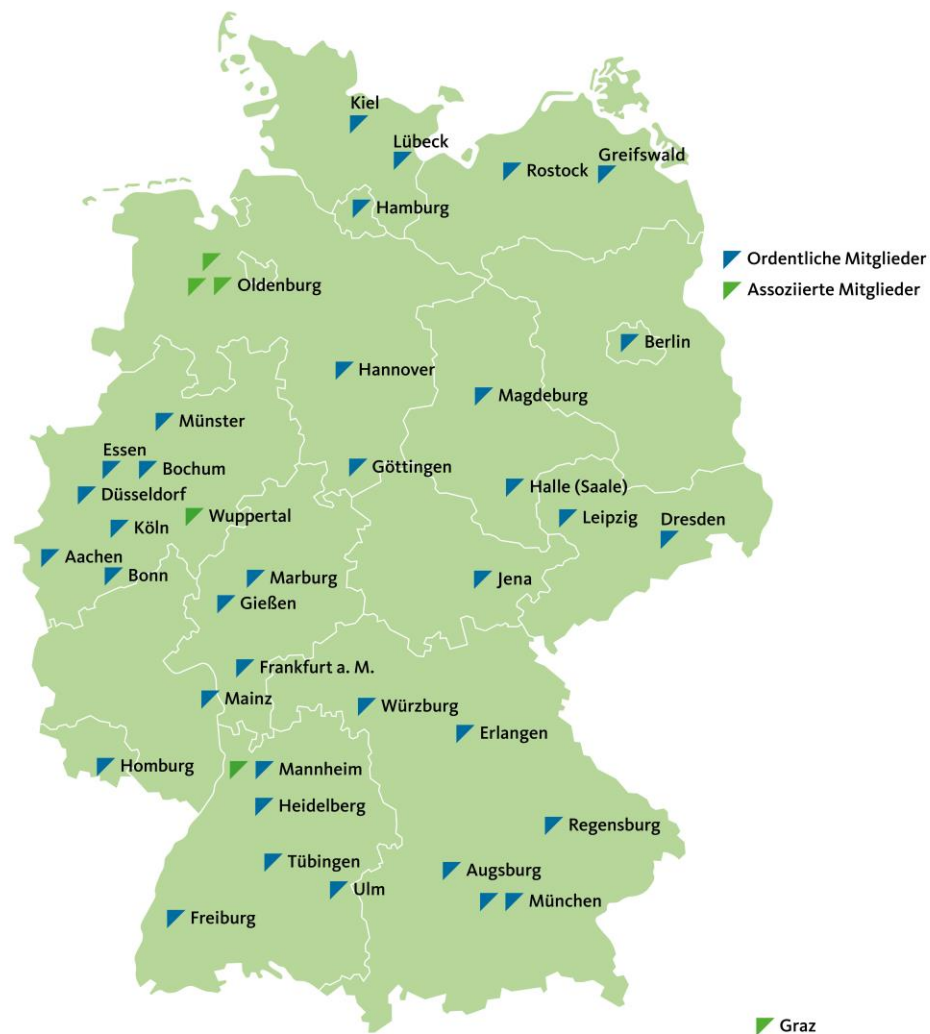 Kiel
Lübeck
Greifswald
Rostock
Hamburg
Ordentliche Mitglieder
Oldenburg
Assoziierte Mitglieder
Berlin
Hannover
Magdeburg
Münster
Essen
Bochum
Göttingen
Düsseldorf
Halle (Saale)
Wuppertal
Leipzig
Dresden
Köln
Aachen
Bonn
Marburg
Jena
Gießen
Frankfurt a. M.
Mainz
Würzburg
Erlangen
Homburg
Mannheim
Heidelberg
Regensburg
Tübingen
Augsburg
Ulm
München
Freiburg
Graz